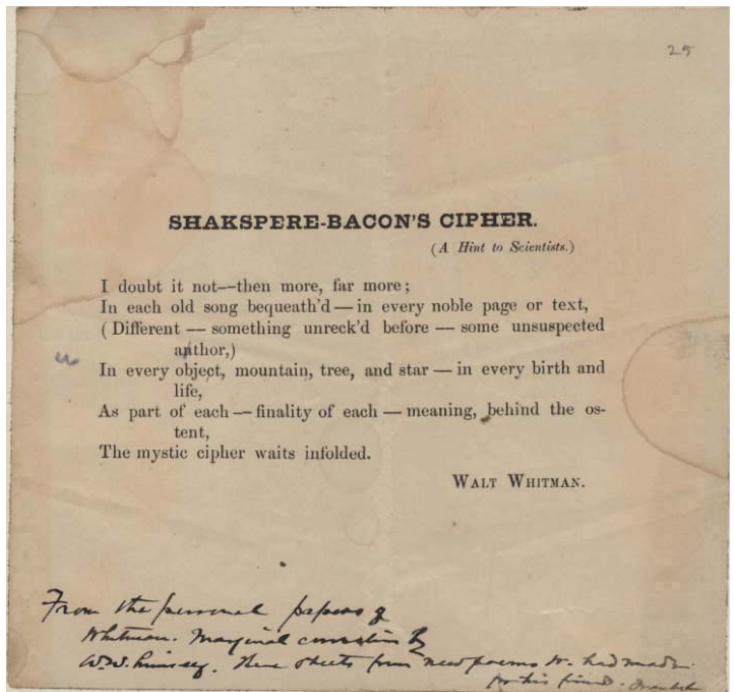 25
SHAKSPERE-BACON'S CIPHER.
(A Hint to Scientists.)
I doubt it not—then more, far more;
In each old song bequeath'd — in every noble page or text,
( Different — something unreck'd before — some unsuspected
anthor,)
u
In every object, mountain, tree, and star — in every birth and
life,
As part of each — finality of each — meaning, behind the os-
tent,
The mystic cipher waits infolded.
WALT WHITMAN.
From the personal papers of
Whitman. Marginal correction by
W.W. himself. These sheets from new poems W. had made
for his friends.